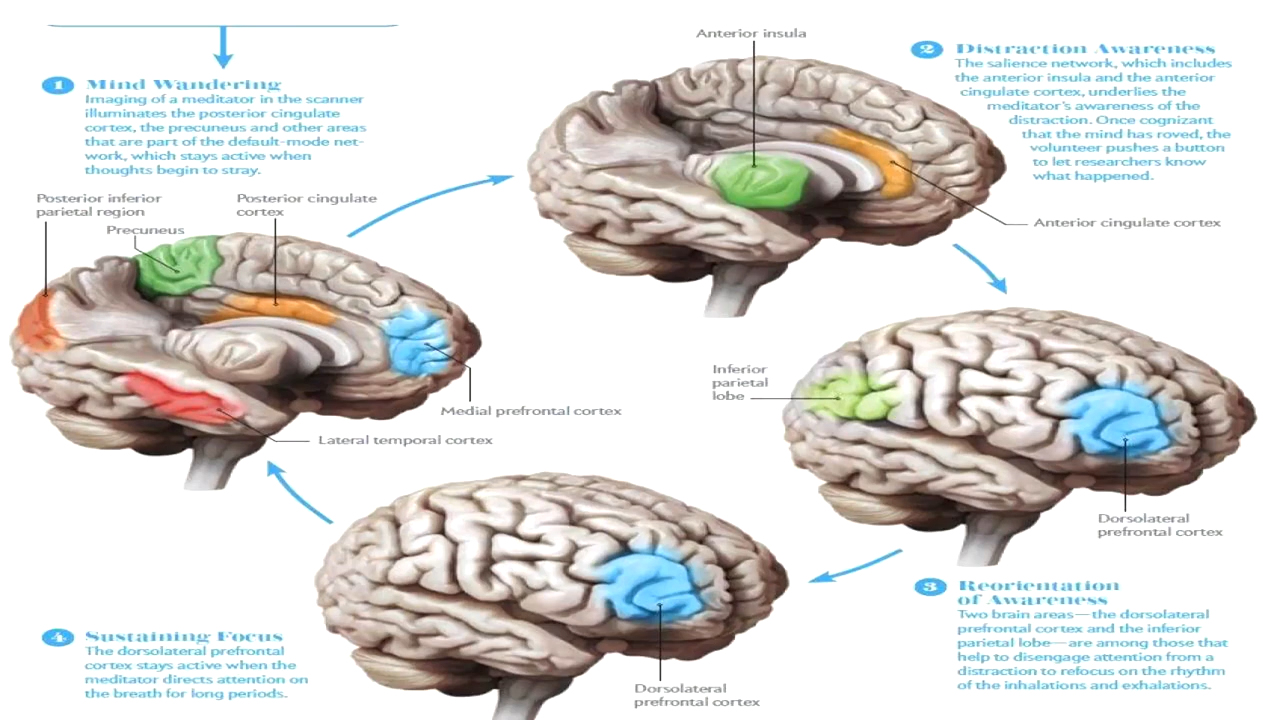 1 Mind Wandering
Imaging of a meditator in the scanner
illuminates the posterior cingulate
cortex, the precuneus and other areas
that are part of the default-mode net-
work, which stays active when
thoughts begin to stray.
Posterior inferior
parietal region
Precuneus
Posterior cingulate
cortex
Medial prefrontal cortex
Lateral temporal cortex
Anterior insula
2 Distraction Awareness
The salience network, which includes
the anterior insula and the anterior
cingulate cortex, underlies the
meditator's awareness of the
distraction. Once cognizant
that the mind has roved, the
volunteer pushes a button
to let researchers know
what happened.
Anterior cingulate cortex
Inferior
parietal
lobe
Dorsolateral
prefrontal cortex
3 Reorientation
of Awareness
Two brain areas—the dorsolateral
prefrontal cortex and the inferior
parietal lobe—are among those that
help to disengage attention from a
distraction to refocus on the rhythm
of the inhalations and exhalations.
4 Sustaining Focus
The dorsolateral prefrontal
cortex stays active when the
meditator directs attention on
the breath for long periods.
Dorsolateral
prefrontal cortex